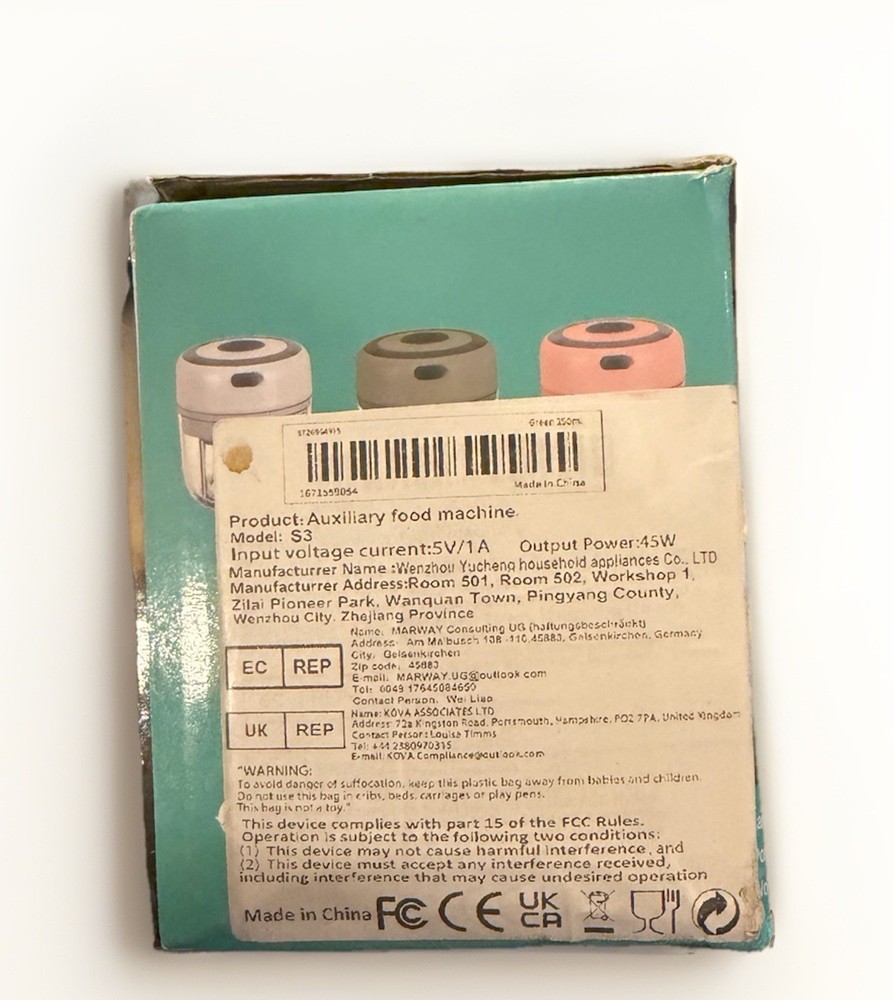 Green 250mL
1671559054
Made in China
Product: Auxiliary food machine
Model: S3
Input voltage current:5V/1A Output Power:45W
Manufacturrer Name :Wenzhou Yucheng household appliances Co., LTD
Manufacturrer Address:Room 501, Room 502, Workshop 1,
Zilai Pioneer Park, Wanquan Town, Pingyang County,
Wenzhou City. Zhejiang Province
EC REP
Name: MARWAY Consulting UG (haftungsbeschränkt)
Address: Am Malbusch 10B-110,45883, Gelsenkirchen, Germany
City: Gelsenkirchen
Zip code: 45883
E-mail: MARWAY.UG@outlook.com
Tel: 0049 17645084650
Contact Person: Wei Liao
UK REP
Name: KOVA ASSOCIATES LTD
Address: 72a Kingston Road, Portsmouth, Hampshire, PO2 7PA, United Kingdom
Contact Person: Louise Timms
Tel: +44 2380970315
E-mail: KOVA.Compliance@outlook.com
"WARNING:
To avoid danger of suffocation, keep this plastic bag away from babies and children.
Do not use this bag in cribs, beds, carriages or play pens.
This bag is not a toy."
This device complies with part 15 of the FCC Rules.
Operation is subject to the following two conditions:
(1) This device may not cause harmful interference, and
(2) This device must accept any interference received,
including interference that may cause undesired operation
Made in China FC CE UK CA